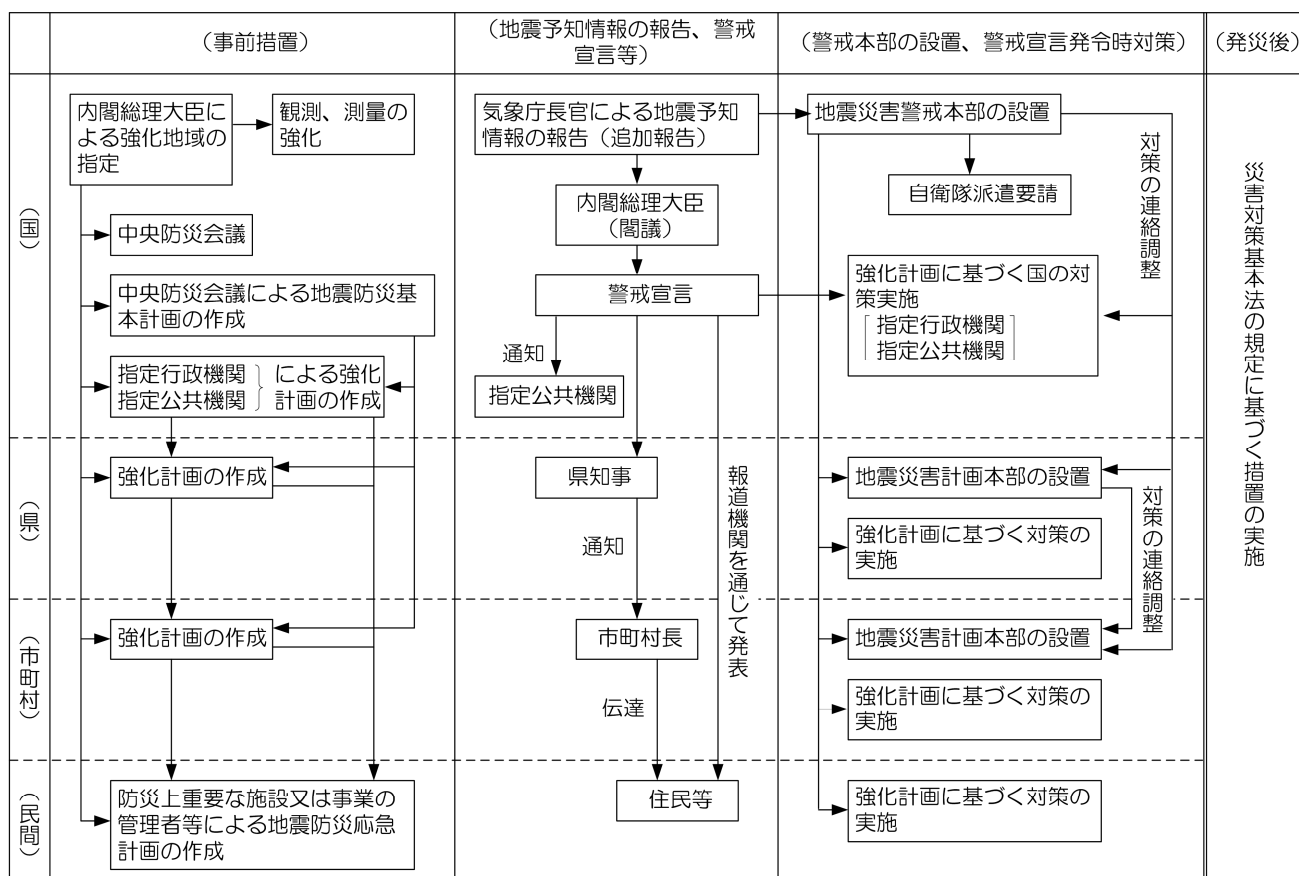 （事前措置）
（地震予知情報の報告、警戒
宣言等）
（警戒本部の設置、警戒宣言発令時対策）
（発災後）
（国）
内閣総理大臣に
よる強化地域の
指定
観測、測量の
強化
中央防災会議
中央防災会議による地震防災基
本計画の作成
指定行政機関
指定公共機関
による強化
計画の作成
気象庁長官による地震予知
情報の報告（追加報告）
内閣総理大臣
（閣議）
警戒宣言
通知
指定公共機関
地震災害警戒本部の設置
自衛隊派遣要請
対策の連絡調整
強化計画に基づく国の対
策実施
指定行政機関
指定公共機関
災害対策基本法の規定に基づく措置の実施
（県）
強化計画の作成
県知事
通知
報道機関を通じて発表
地震災害計画本部の設置
強化計画に基づく対策の
実施
対策の連絡調整
（市町村）
強化計画の作成
市町村長
伝達
地震災害計画本部の設置
強化計画に基づく対策の
実施
（民間）
防災上重要な施設又は事業の
管理者等による地震防災応急
計画の作成
住民等
強化計画に基づく対策の
実施